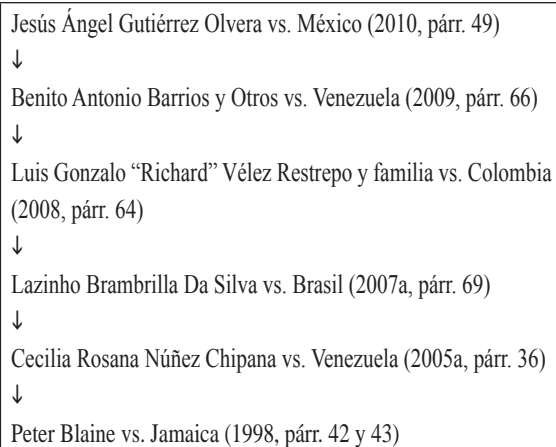 Jesús Ángel Gutiérrez Olvera vs. México (2010, párr. 49)
↓
Benito Antonio Barrios y Otros vs. Venezuela (2009, párr. 66)
↓
Luis Gonzalo “Richard” Vélez Restrepo y familia vs. Colombia
(2008, párr. 64)
↓
Lazinho Brambrilla Da Silva vs. Brasil (2007a, párr. 69)
↓
Cecilia Rosana Núñez Chipana vs. Venezuela (2005a, párr. 36)
↓
Peter Blaine vs. Jamaica (1998, párr. 42 y 43)